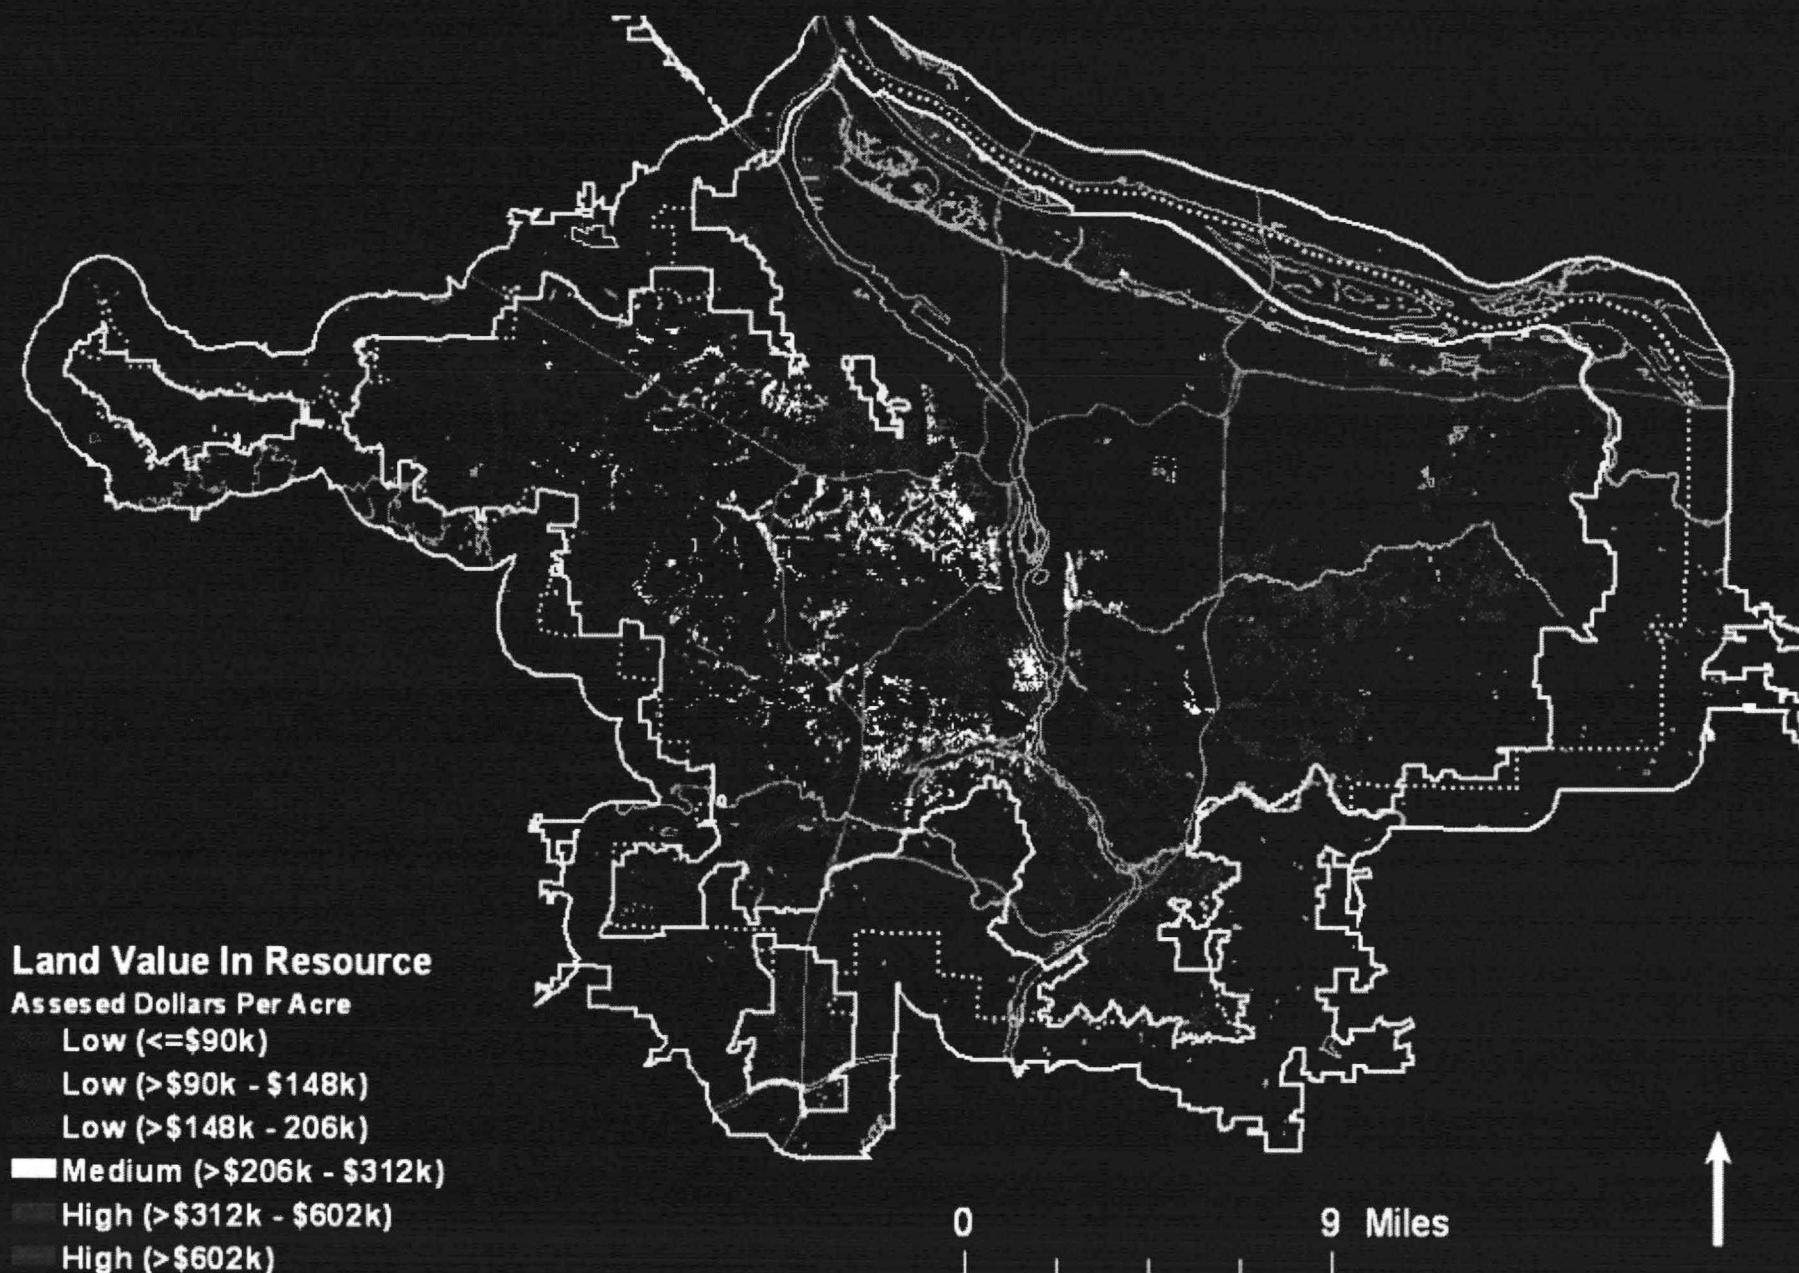 Land Value In Resource
Assesed Dollars Per Acre
Low (<=$90k)
Low (>$90k - $148k)
Low (>$148k - 206k)
Medium (>$206k - $312k)
High (>$312k - $602k)
High (>$602k)
0 9 Miles